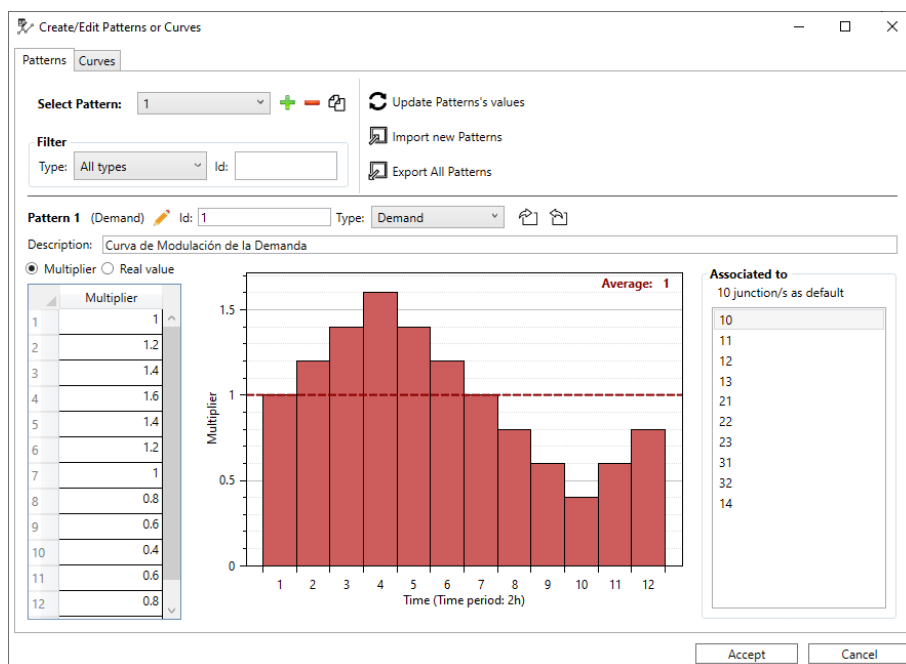 Create/Edit Patterns or Curves
Patterns Curves
Select Pattern: 1
Update Patterns's values
Filter
Type: All types Id:
Import new Patterns
Export All Patterns
Pattern 1 (Demand) Id: 1 Type: Demand
Description: Curva de Modulación de la Demanda
Multiplier Real value
Multiplier
1 1
2 1.2
3 1.4
4 1.6
5 1.4
6 1.2
7 1
8 0.8
9 0.6
10 0.4
11 0.6
12 0.8
Average: 1
Multiplier
1.5
1
0.5
0
1 2 3 4 5 6 7 8 9 10 11 12
Time (Time period: 2h)
Associated to
10 junction/s as default
10
11
12
13
21
22
23
31
32
14
Accept Cancel